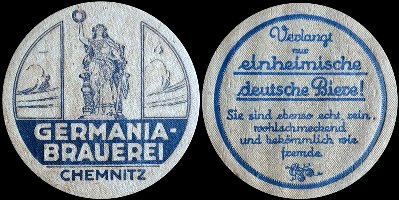 GERMANIA-
BRAUEREI
CHEMNITZ
Verlangt
nur
einheimische
deutsche Biere!
Sie sind ebenso echt, rein,
wohlschmeckend
und bekömmlich wie
fremde.